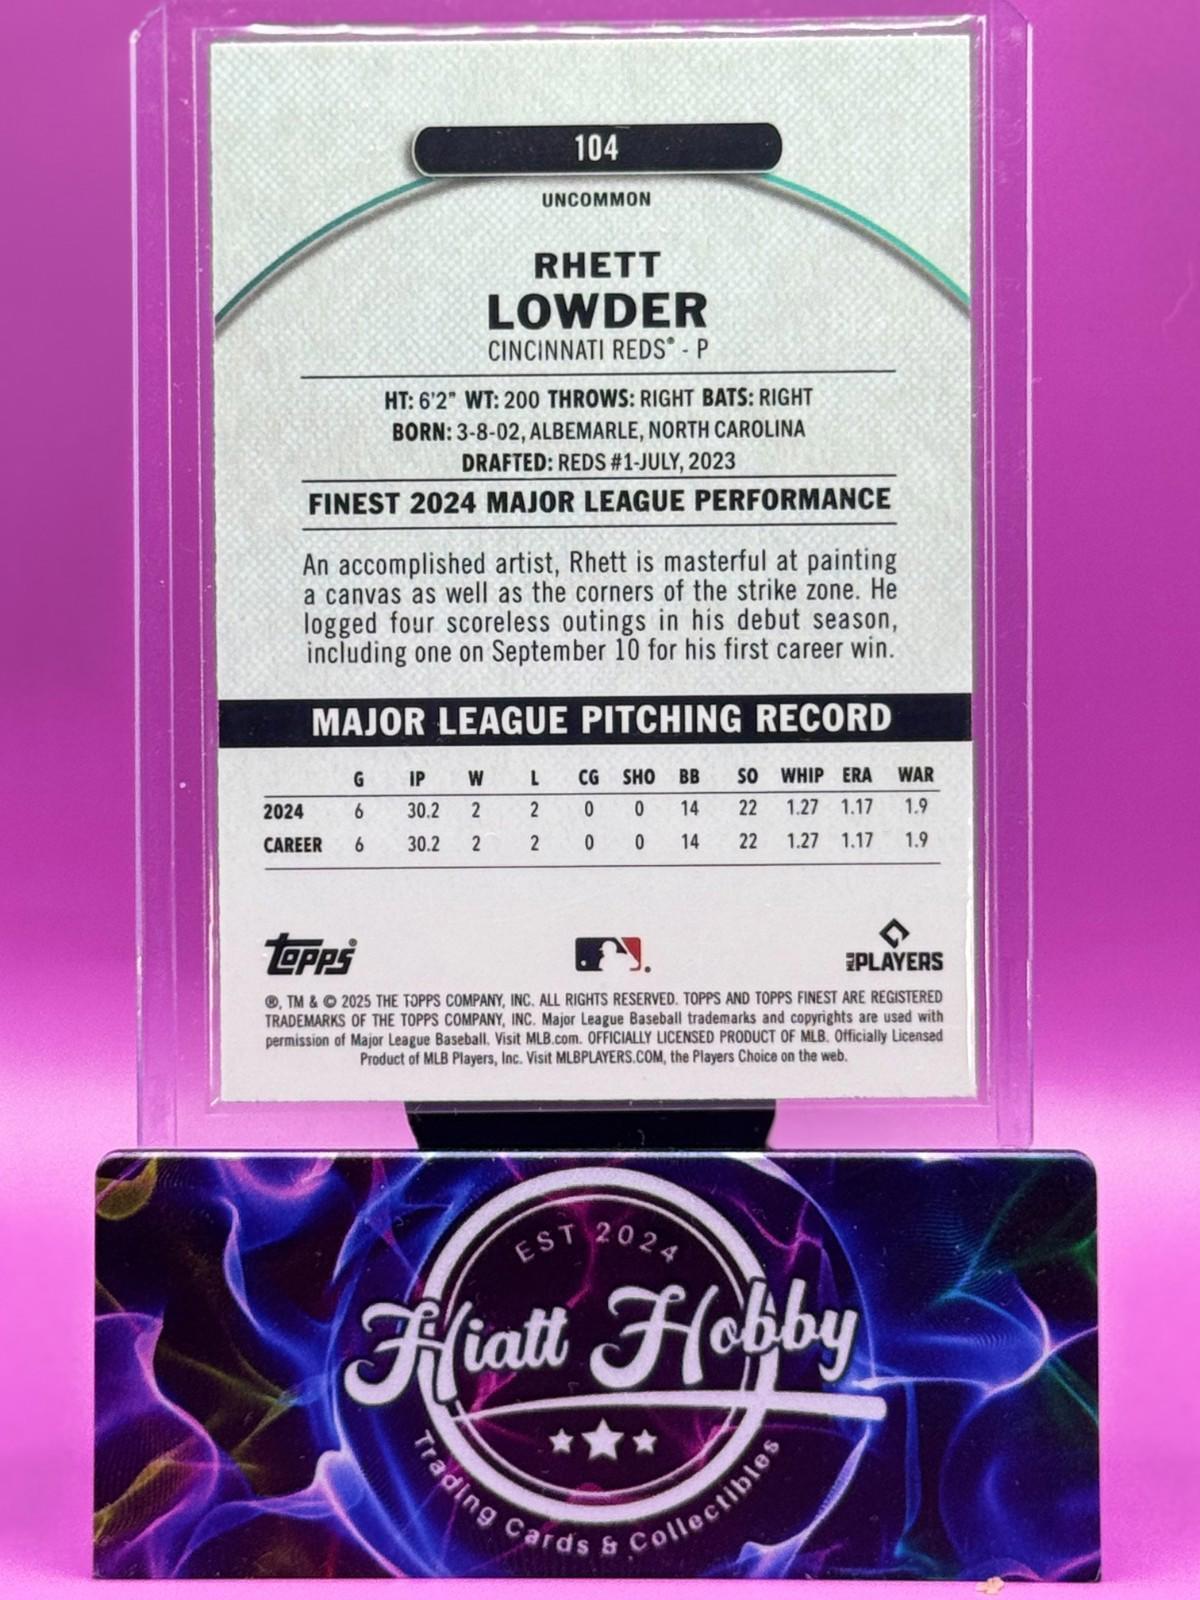 104
UNCOMMON
RHETT
LOWDER
CINCINNATI REDS® - P
HT: 6'2" WT: 200 THROWS: RIGHT BATS: RIGHT
BORN: 3-8-02, ALBEMARLE, NORTH CAROLINA
DRAFTED: REDS #1-JULY, 2023
FINEST 2024 MAJOR LEAGUE PERFORMANCE
An accomplished artist, Rhett is masterful at painting
a canvas as well as the corners of the strike zone. He
logged four scoreless outings in his debut season,
including one on September 10 for his first career win.
MAJOR LEAGUE PITCHING RECORD
G IP W L CG SHO BB SO WHIP ERA WAR
2024 6 30.2 2 2 0 0 14 22 1.27 1.17 1.9
CAREER 6 30.2 2 2 0 0 14 22 1.27 1.17 1.9
Topps®
MLB PLAYERS
®, TM & © 2025 THE TOPPS COMPANY, INC. ALL RIGHTS RESERVED. TOPPS AND TOPPS FINEST ARE REGISTERED
TRADEMARKS OF THE TOPPS COMPANY, INC. Major League Baseball trademarks and copyrights are used with
permission of Major League Baseball. Visit MLB.com. OFFICIALLY LICENSED PRODUCT OF MLB. Officially Licensed
Product of MLB Players, Inc. Visit MLBPLAYERS.COM, the Players Choice on the web.
EST 2024
Hiatt Hobby
Trading Cards & Collectibles